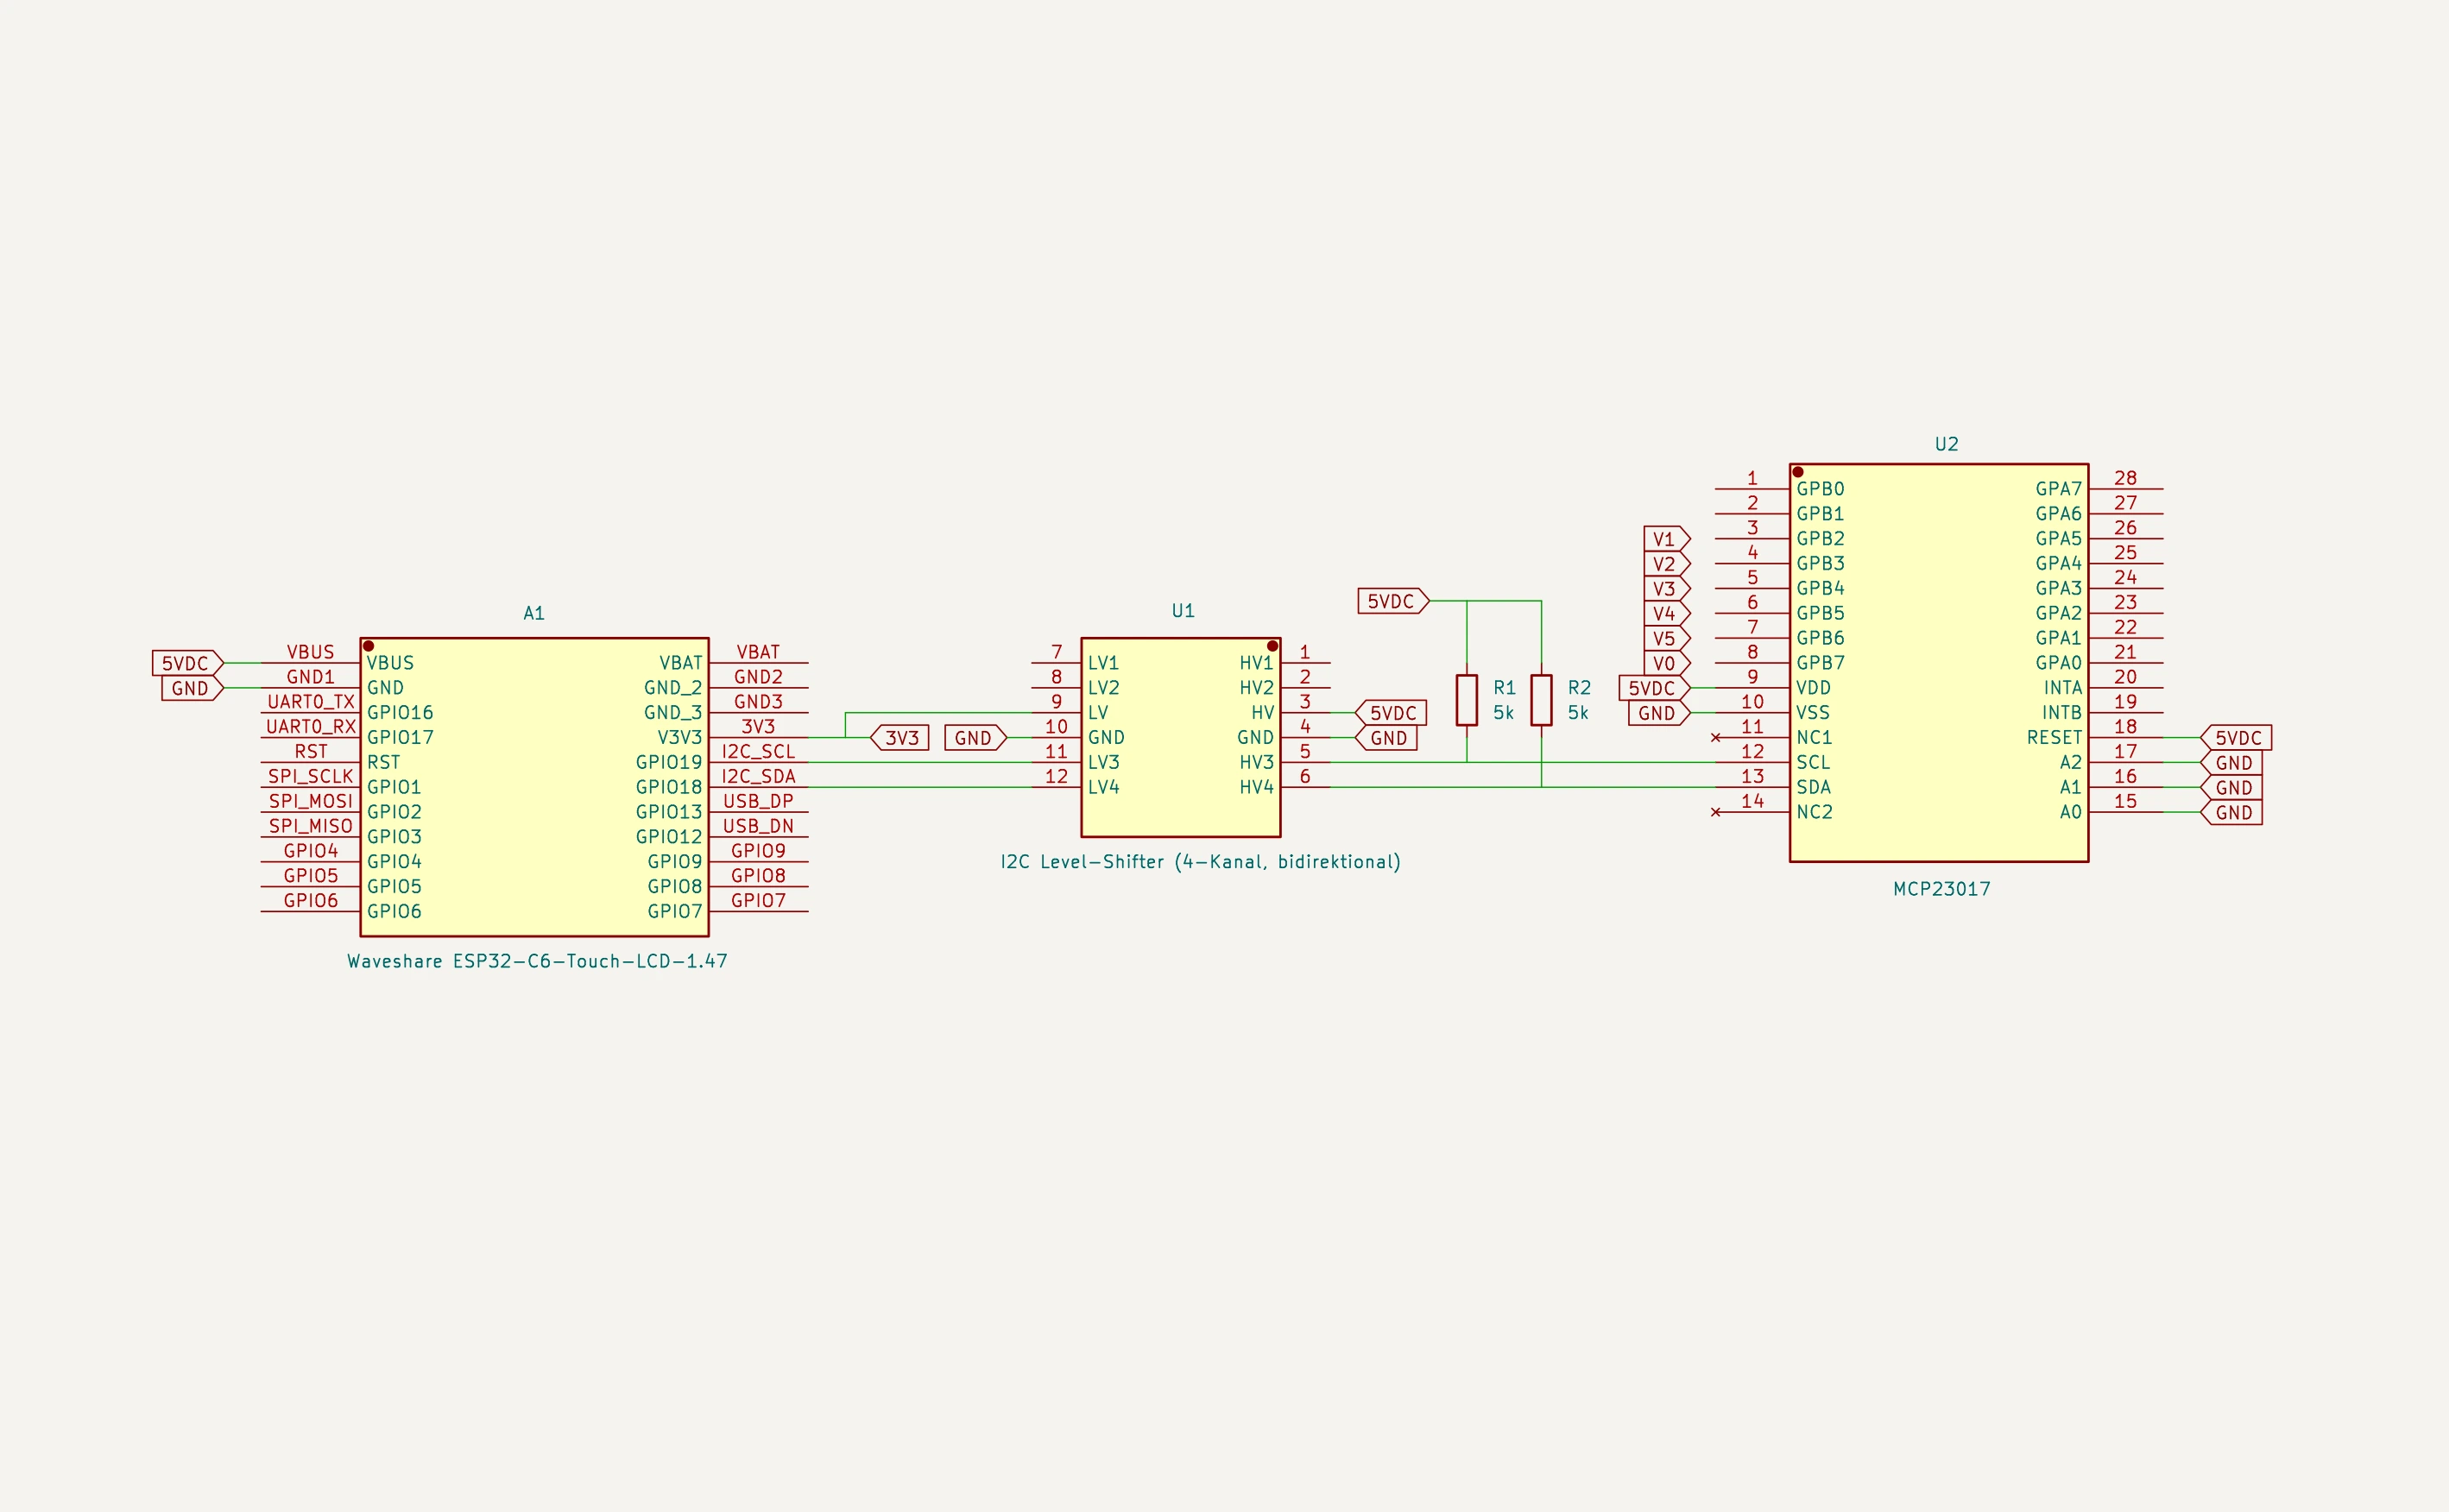 U2
1 GPB0 GPA7 28
2 GPB1 GPA6 27
V1 3 GPB2 GPA5 26
V2 4 GPB3 GPA4 25
V3 5 GPB4 GPA3 24
V4 6 GPB5 GPA2 23
V5 7 GPB6 GPA1 22
V0 8 GPB7 GPA0 21
5VDC 9 VDD INTA 20
GND 10 VSS INTB 19
11 NC1 RESET 18 5VDC
12 SCL A2 17 GND
13 SDA A1 16 GND
14 NC2 A0 15 GND
MCP23017
A1
5VDC VBUS VBUS VBAT VBAT
GND GND1 GND GND_2 GND2
UART0_TX GPIO16 GND_3 GND3
UART0_RX GPIO17 V3V3 3V3 3V3
RST RST GPIO19 I2C_SCL
SPI_SCLK GPIO1 GPIO18 I2C_SDA
SPI_MOSI GPIO2 GPIO13 USB_DP
SPI_MISO GPIO3 GPIO12 USB_DN
GPIO4 GPIO4 GPIO9 GPIO9
GPIO5 GPIO5 GPIO8 GPIO8
GPIO6 GPIO6 GPIO7 GPIO7
Waveshare ESP32-C6-Touch-LCD-1.47
U1
7 LV1 HV1 1
8 LV2 HV2 2
9 LV HV 3 5VDC
GND 10 GND GND 4 GND
11 LV3 HV3 5
12 LV4 HV4 6
I2C Level-Shifter (4-Kanal, bidirektional)
5VDC
R1
5k
R2
5k